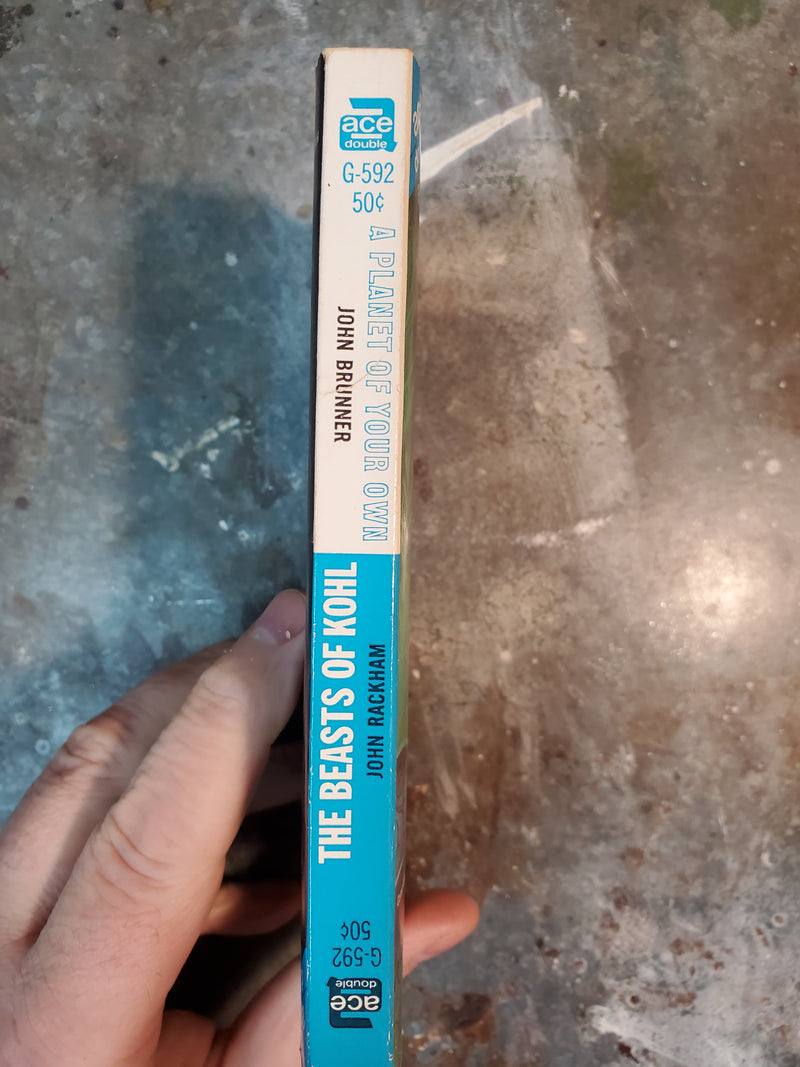 ace
double
G-592
50¢
A PLANET OF YOUR OWN
JOHN BRUNNER
THE BEASTS OF KOHL
JOHN RACKHAM
50¢
G-592
ace
double